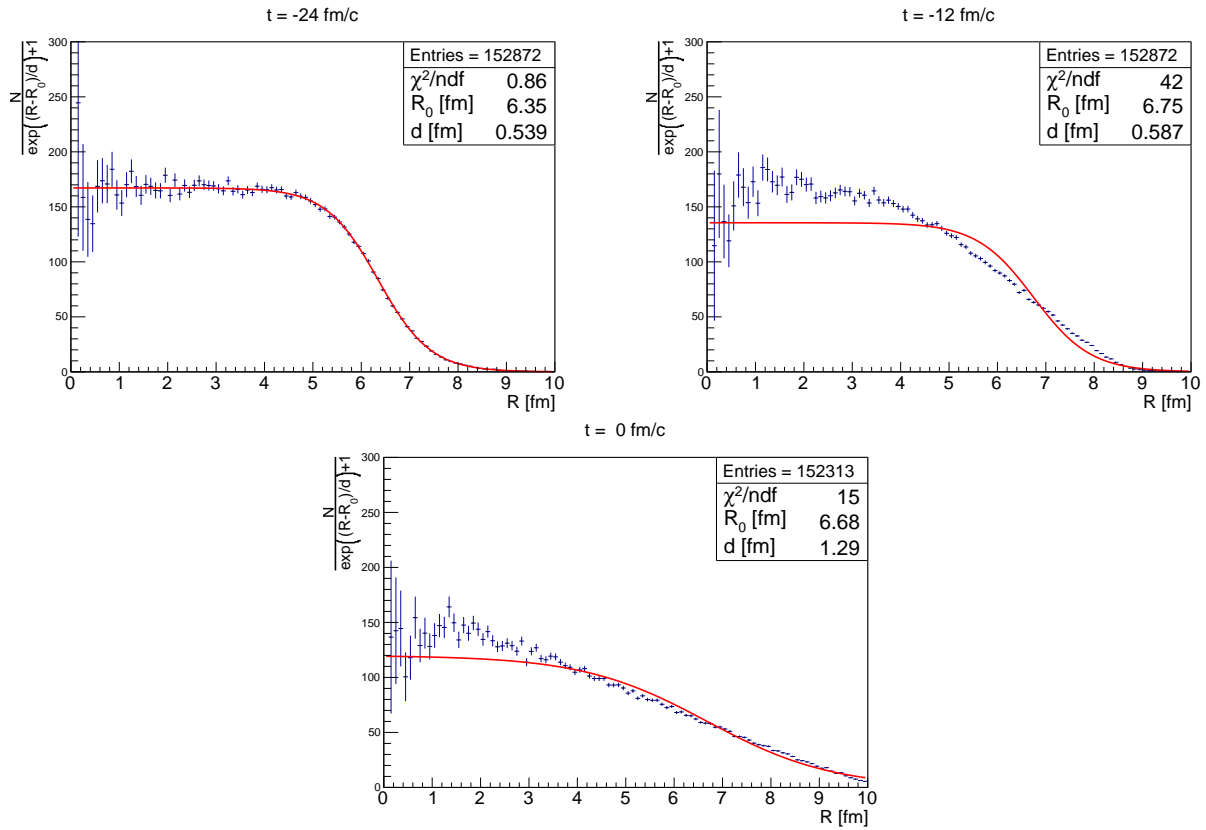 t = -24 fm/c
N
exp((R-R0)/d)+1
300
250
200
150
100
50
0
Entries = 152872
χ²/ndf 0.86
R0 [fm] 6.35
d [fm] 0.539
0 1 2 3 4 5 6 7 8 9 10
R [fm]
t = -12 fm/c
N
exp((R-R0)/d)+1
300
250
200
150
100
50
0
Entries = 152872
χ²/ndf 42
R0 [fm] 6.75
d [fm] 0.587
0 1 2 3 4 5 6 7 8 9 10
R [fm]
t = 0 fm/c
N
exp((R-R0)/d)+1
300
250
200
150
100
50
0
Entries = 152313
χ²/ndf 15
R0 [fm] 6.68
d [fm] 1.29
0 1 2 3 4 5 6 7 8 9 10
R [fm]